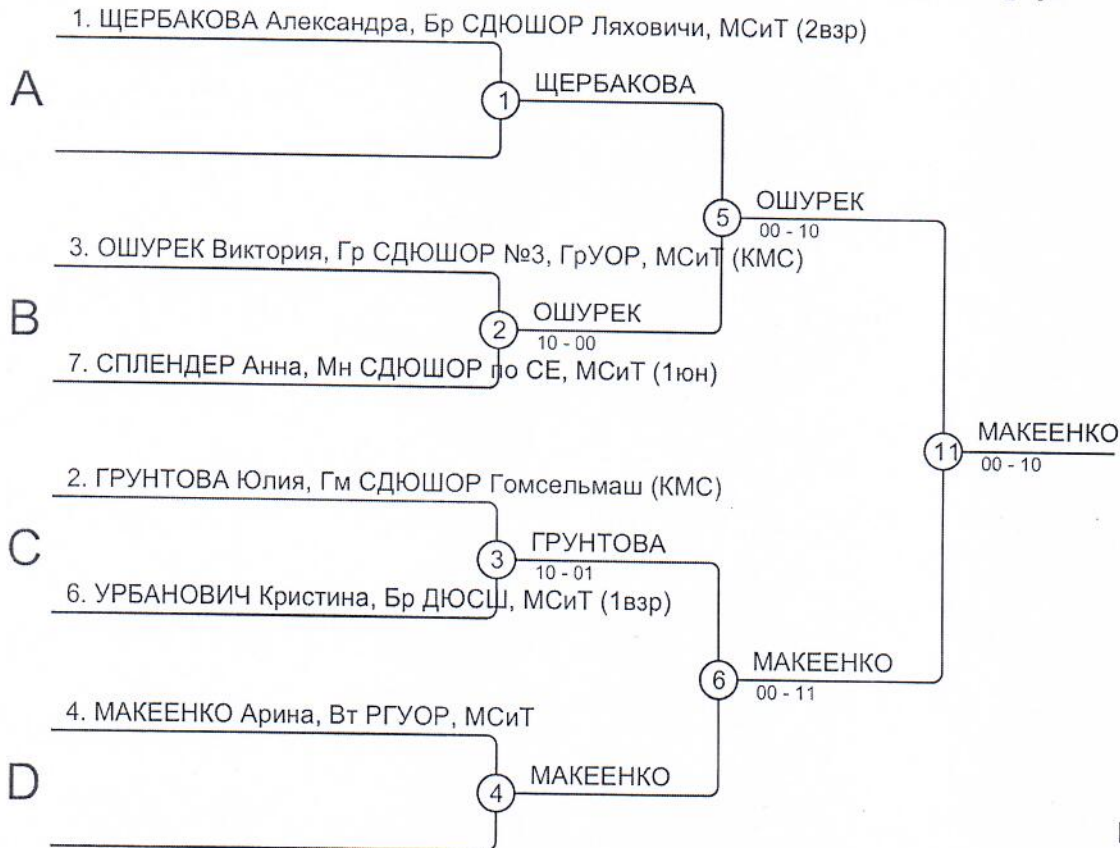 1. ЩЕРБАКОВА Александра, Бр СДЮШОР Ляховичи, МСиТ (2взр)
A
1
ЩЕРБАКОВА
5
ОШУРЕК
00 - 10
3. ОШУРЕК Виктория, Гр СДЮШОР №3, ГрУОР, МСиТ (КМС)
B
2
ОШУРЕК
10 - 00
7. СПЛЕНДЕР Анна, Мн СДЮШОР по СЕ, МСиТ (1юн)
11
МАКЕЕНКО
00 - 10
2. ГРУНТОВА Юлия, Гм СДЮШОР Гомсельмаш (КМС)
C
3
ГРУНТОВА
10 - 01
6. УРБАНОВИЧ Кристина, Бр ДЮСШ, МСиТ (1взр)
6
МАКЕЕНКО
00 - 11
4. МАКЕЕНКО Арина, Вт РГУОР, МСиТ
D
4
МАКЕЕНКО